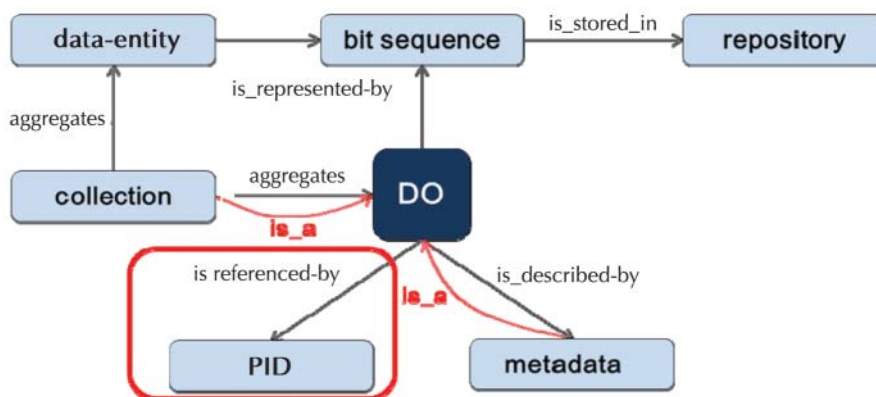 data-entity
bit sequence
is_stored_in
repository
is_represented-by
aggregates
collection
aggregates
DO
is_a
is referenced-by
is_described-by
is_a
PID
metadata